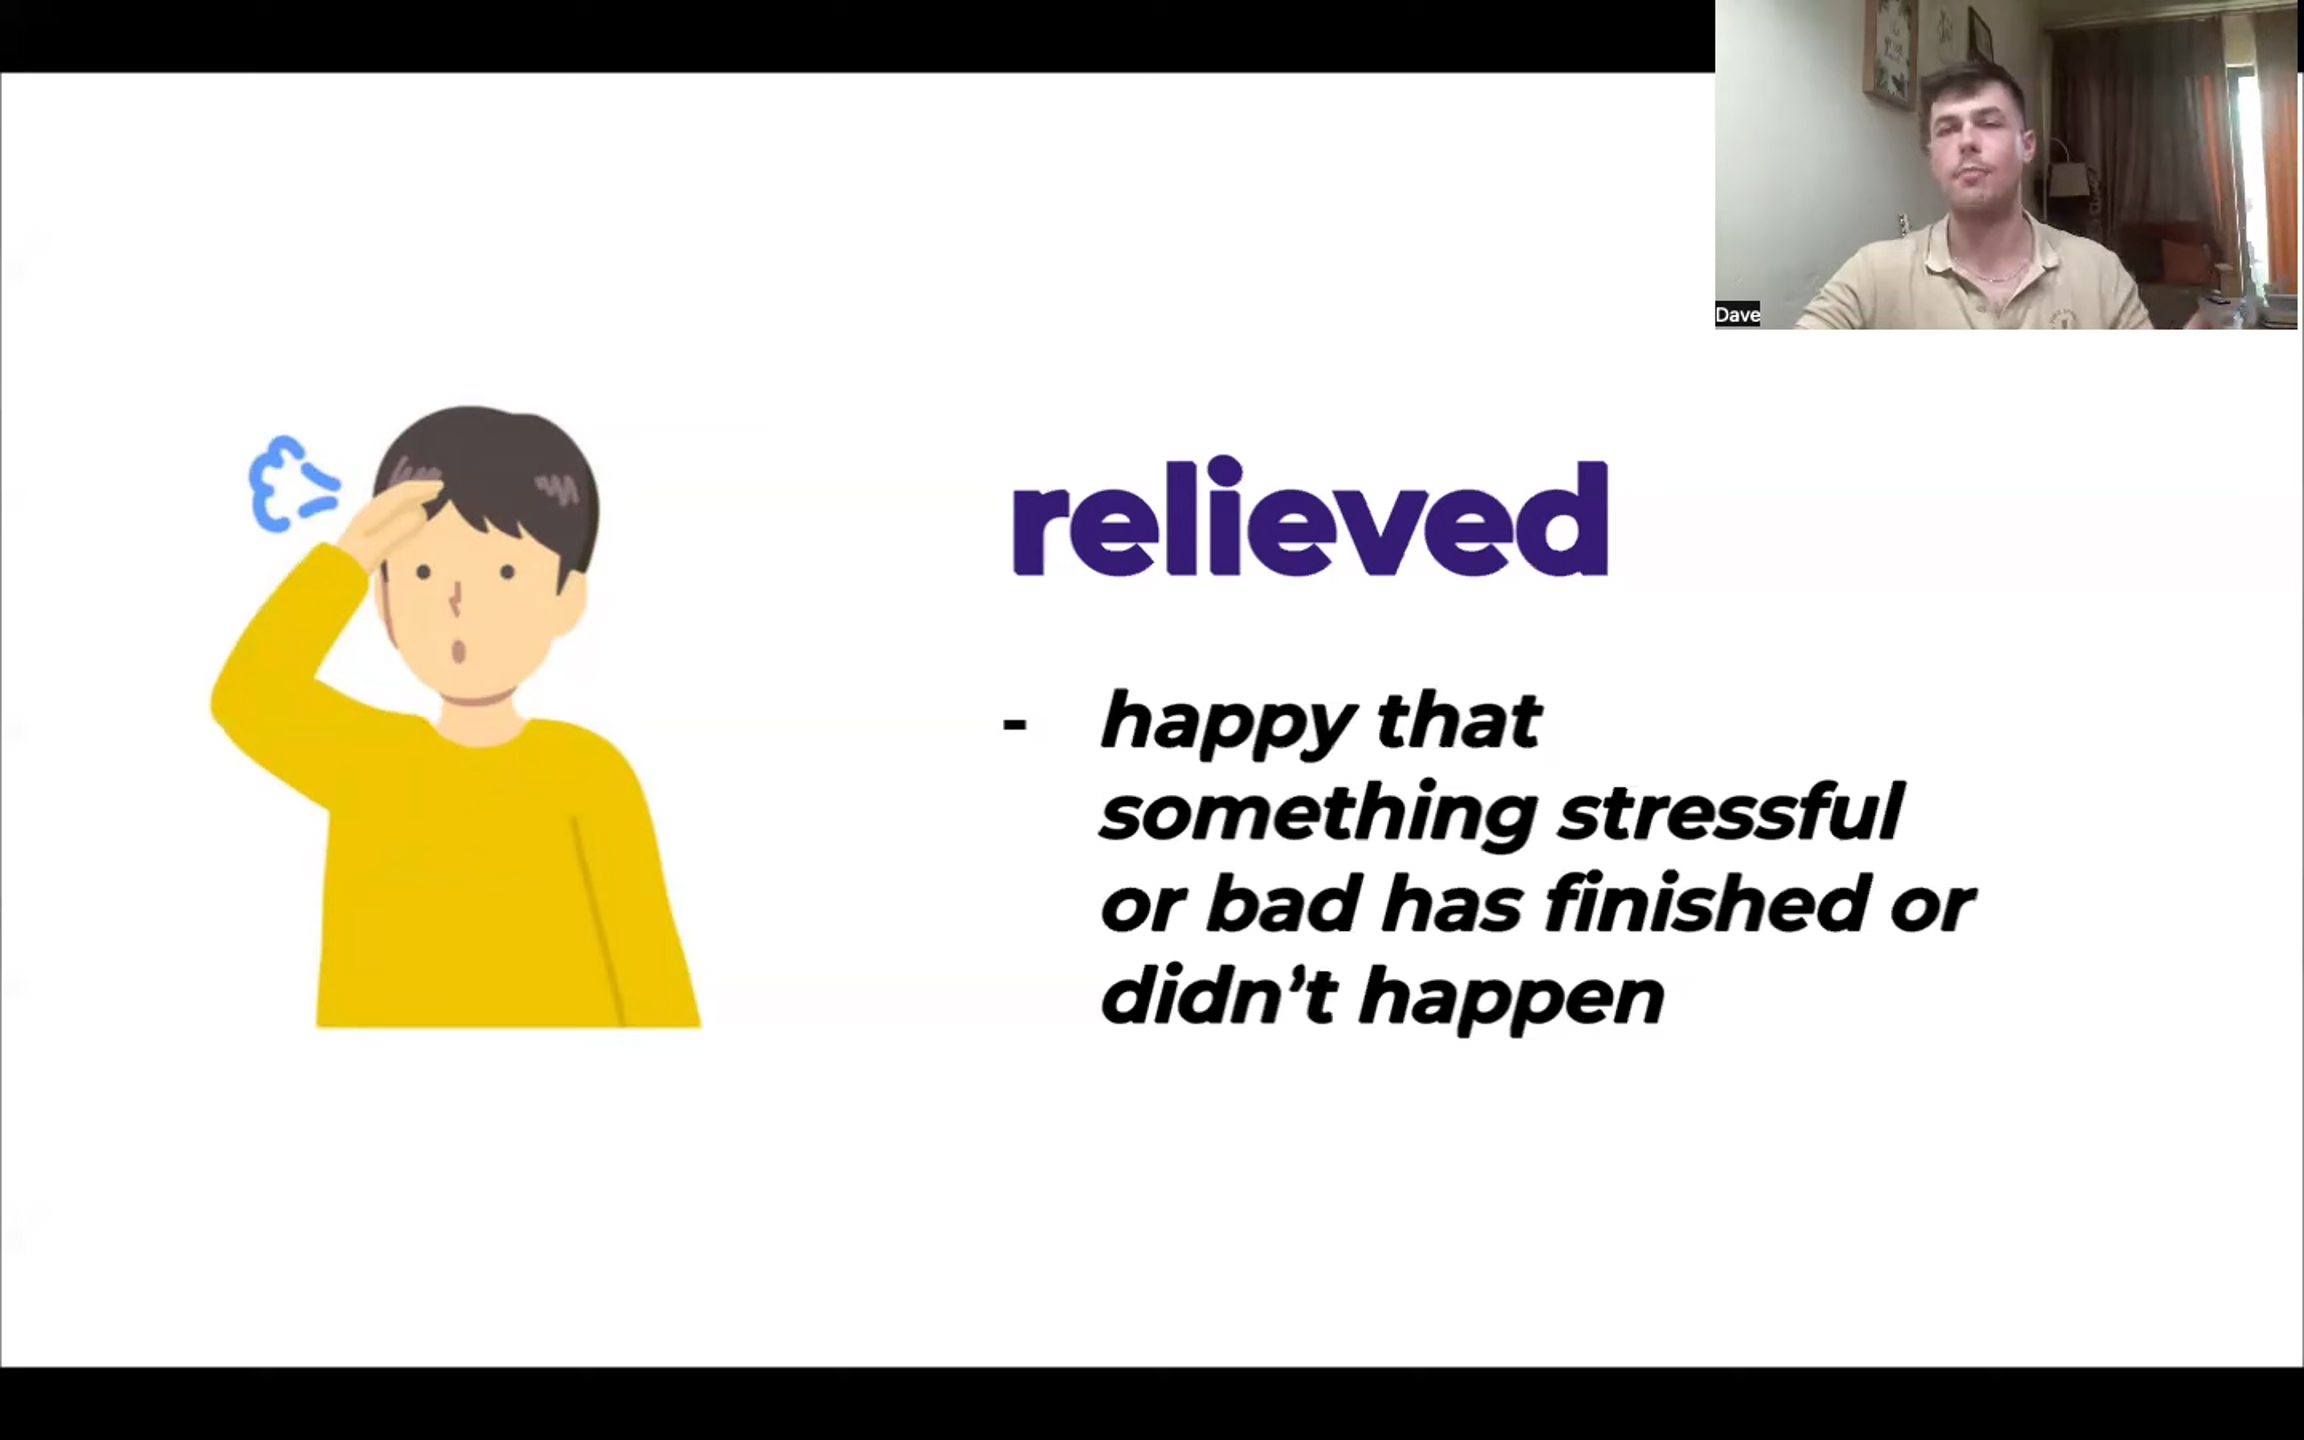 Dave
relieved
- happy that
something stressful
or bad has finished or
didn't happen